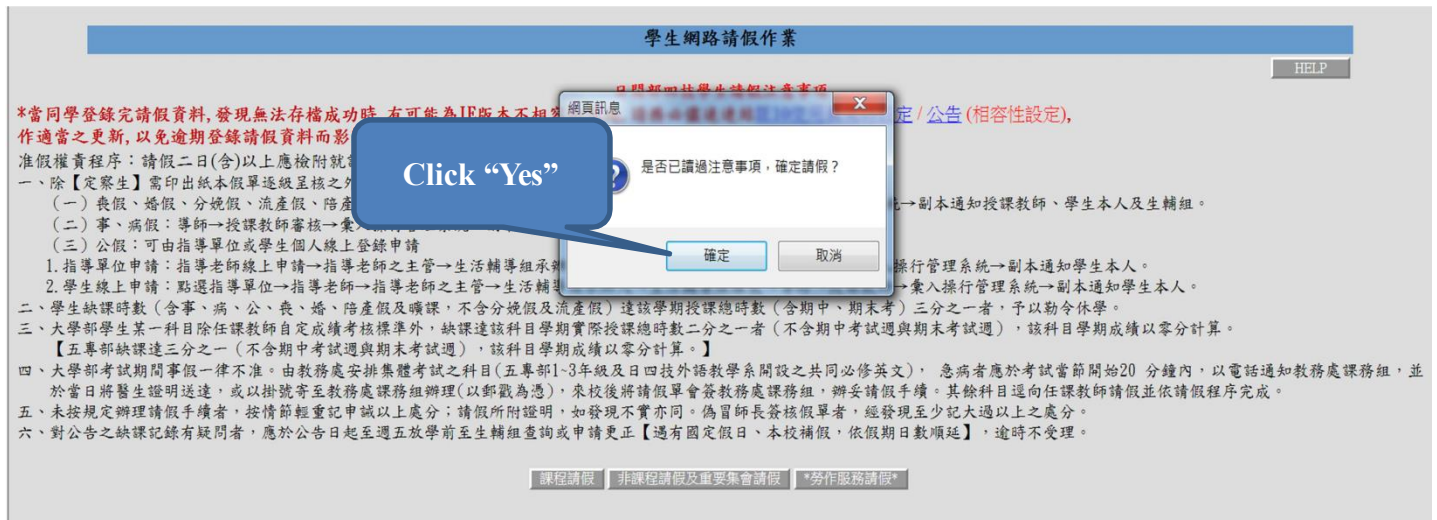 學生網路請假作業
HELP
日間部四技學生請假注意事項
*當同學登錄完請假資料,發現無法存檔成功時,有可能為IE版本不相容
定 / 公告 (相容性設定),
作適當之更新,以免逾期登錄請假資料而影
網頁訊息
是否已讀過注意事項，確定請假？
確定
取消
Click “Yes”
准假權責程序：請假二日(含)以上應檢附就
一、除【定察生】需印出紙本假單逐級呈核之外
（一）喪假、婚假、分娩假、流產假、陪產
統→副本通知授課教師、學生本人及生輔組。
（二）事、病假：導師→授課教師審核→彙入操行管理系統
（三）公假：可由指導單位或學生個人線上登錄申請
1.指導單位申請：指導老師線上申請→指導老師之主管→生活輔導組承辦
操行管理系統→副本通知學生本人。
2.學生線上申請：點選指導單位→指導老師→指導老師之主管→生活輔導
→彙入操行管理系統→副本通知學生本人。
二、學生缺課時數（含事、病、公、喪、婚、陪產假及曠課，不含分娩假及流產假）達該學期授課總時數（含期中、期末考）三分之一者，予以勒令休學。
三、大學部學生某一科目除任課教師自定成績考核標準外，缺課達該科目學期實際授課總時數二分之一者（不含期中考試週與期末考試週），該科目學期成績以零分計算。
【五專部缺課達三分之一（不含期中考試週與期末考試週），該科目學期成績以零分計算。】
四、大學部考試期間事假一律不准。由教務處安排集體考試之科目(五專部1~3年級及日四技外語教學系開設之共同必修英文)， 急病者應於考試當節開始20 分鐘內，以電話通知教務處課務組，並
於當日將醫生證明送達，或以掛號寄至教務處課務組辦理(以郵戳為憑)，來校後將請假單會簽教務處課務組，辦妥請假手續。其餘科目逕向任課教師請假並依請假程序完成。
五、未按規定辦理請假手續者，按情節輕重記申誡以上處分；請假所附證明，如發現不實亦同。偽冒師長簽核假單者，經發現至少記大過以上之處分。
六、對公告之缺課記錄有疑問者，應於公告日起至週五放學前至生輔組查詢或申請更正【遇有國定假日、本校補假，依假期日數順延】，逾時不受理。
課程請假
非課程請假及重要集會請假
*勞作服務請假*